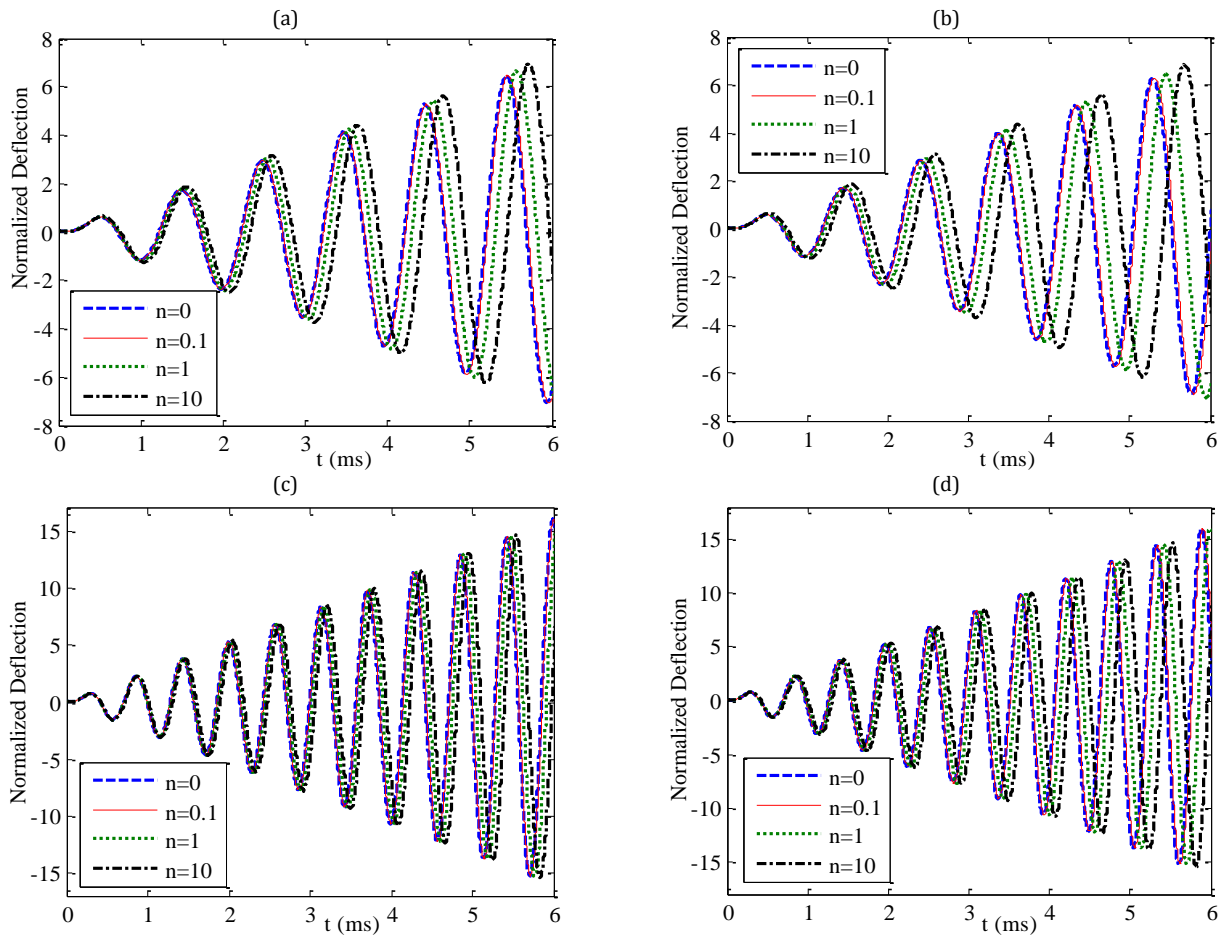 (a)
8
6
4
2
0
-2
-4
-6
-8
Normalized Deflection
n=0
n=0.1
n=1
n=10
0 1 2 3 4 5 6
t (ms)
(b)
8
6
4
2
0
-2
-4
-6
-8
Normalized Deflection
n=0
n=0.1
n=1
n=10
0 1 2 3 4 5 6
t (ms)
(c)
15
10
5
0
-5
-10
-15
Normalized Deflection
n=0
n=0.1
n=1
n=10
0 1 2 3 4 5 6
t (ms)
(d)
15
10
5
0
-5
-10
-15
Normalized Deflection
n=0
n=0.1
n=1
n=10
0 1 2 3 4 5 6
t (ms)